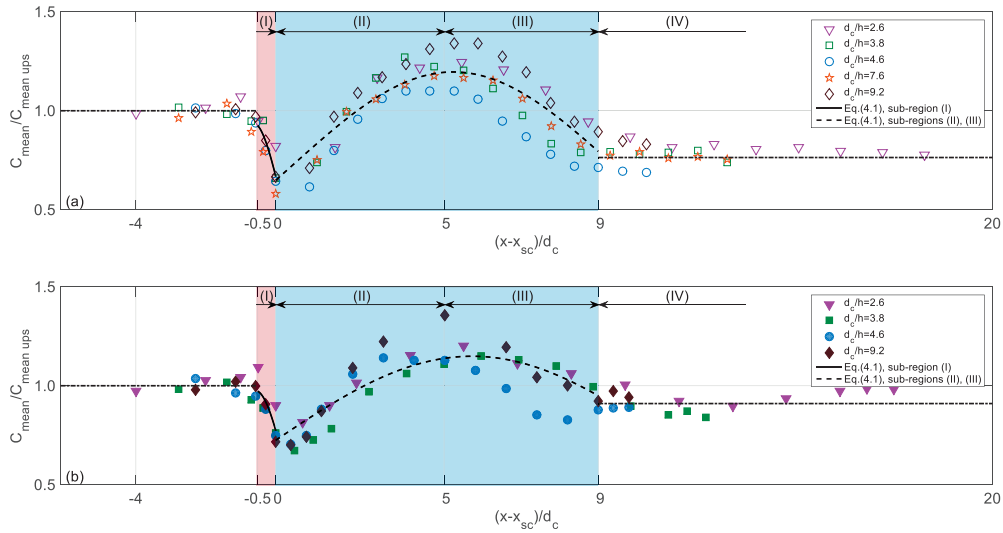 (I) (II) (III) (IV)
1.5
1.0
0.5
C_mean/C_mean ups
d_c/h=2.6
d_c/h=3.8
d_c/h=4.6
d_c/h=7.6
d_c/h=9.2
Eq.(4.1), sub-region (I)
Eq.(4.1), sub-regions (II), (III)
(a)
-4 -0.5 0 5 9 20
(x-x_sc)/d_c
(I) (II) (III) (IV)
1.5
1.0
0.5
C_mean/C_mean ups
d_c/h=2.6
d_c/h=3.8
d_c/h=4.6
d_c/h=9.2
Eq.(4.1), sub-region (I)
Eq.(4.1), sub-regions (II), (III)
(b)
-4 -0.5 0 5 9 20
(x-x_sc)/d_c